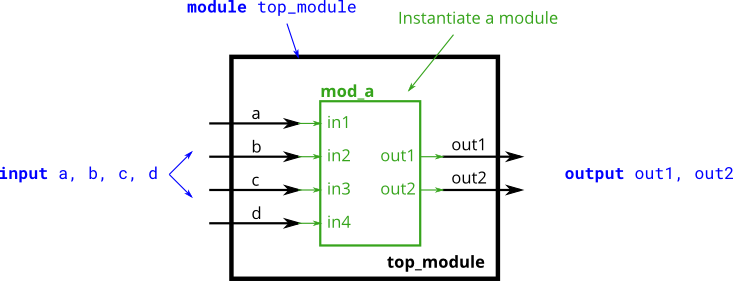 module top_module
Instantiate a module
mod_a
a
in1
b
in2
out1
out1
input a, b, c, d
output out1, out2
c
in3
out2
out2
d
in4
top_module